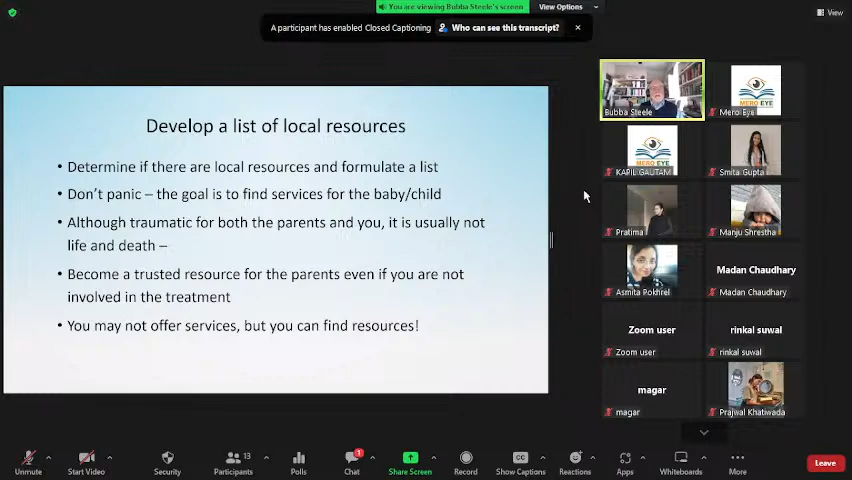 You are viewing Bubba Steele's screen
View Options
View
A participant has enabled Closed Captioning
Who can see this transcript?
Develop a list of local resources
• Determine if there are local resources and formulate a list
• Don't panic – the goal is to find services for the baby/child
• Although traumatic for both the parents and you, it is usually not
life and death –
• Become a trusted resource for the parents even if you are not
involved in the treatment
• You may not offer services, but you can find resources!
Bubba Steele
MERO EYE
Mero Eye
MERO EYE
KAPIL GAUTAM
Smita Gupta
Pratima
Manju Shrestha
Asmita Pokhrel
Madan Chaudhary
Madan Chaudhary
Zoom user
Zoom user
rinkal suwal
rinkal suwal
magar
magar
Prajwal Khatiwada
Unmute
Start Video
Security
13
Participants
Polls
1
Chat
Share Screen
Record
CC
Show Captions
Reactions
Apps
Whiteboards
More
Leave